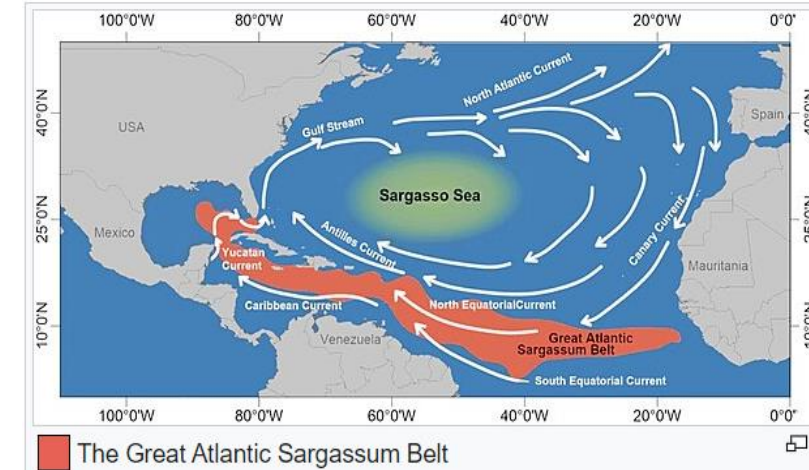 100°0'W 80°0'W 60°0'W 40°0'W 20°0'W 0°0'
40°0'N
25°0'N
10°0'N
USA
Mexico
Venezuela
Spain
Mauritania
North Atlantic Current
Gulf Stream
Sargasso Sea
Canary Current
Antilles Current
Yucatan
Current
Caribbean Current
North EquatorialCurrent
Great Atlantic
Sargassum Belt
South Equatorial Current
25°0'N
100°0'W 80°0'W 60°0'W 40°0'W 20°0'W 0°0'
The Great Atlantic Sargassum Belt